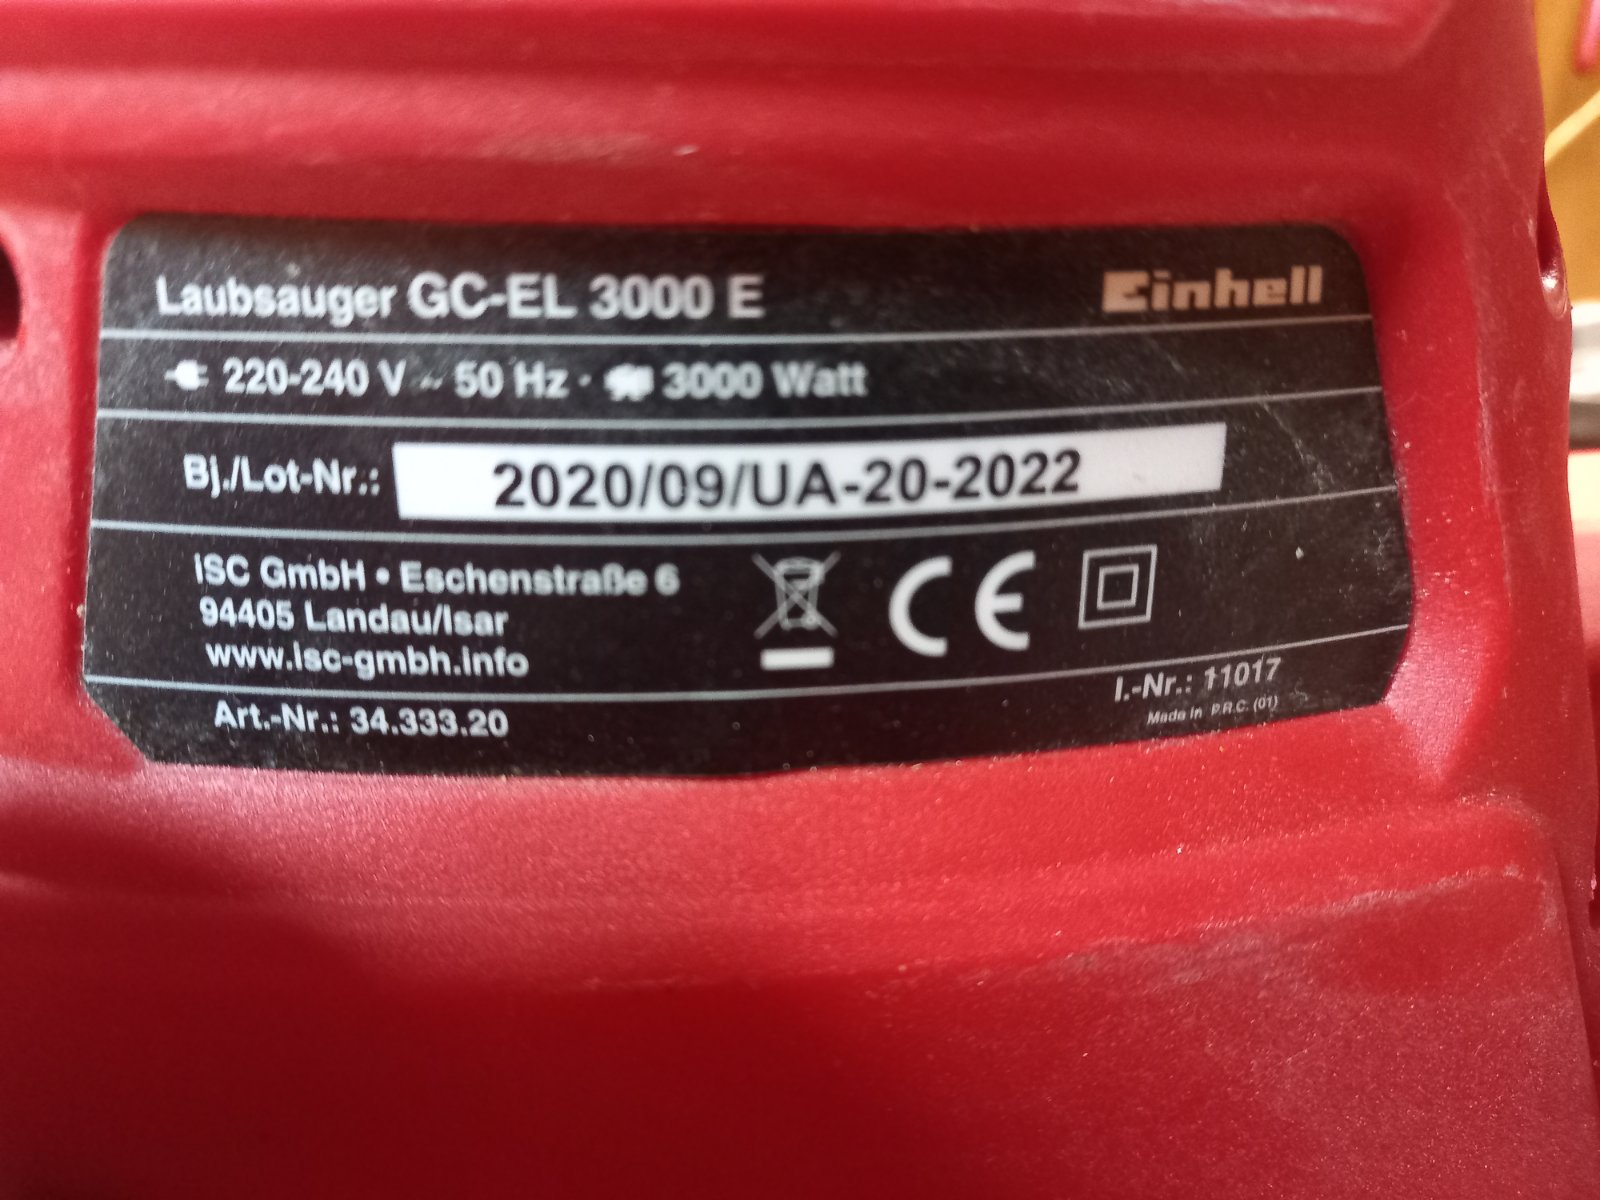 Laubsauger GC-EL 3000 E
Einhell
220-240 V ~ 50 Hz · 3000 Watt
Bj./Lot-Nr.: 2020/09/UA-20-2022
iSC GmbH • Eschenstraße 6
94405 Landau/Isar
www.isc-gmbh.info
CE
Art.-Nr.: 34.333.20
I.-Nr.: 11017
Made in P.R.C. (01)